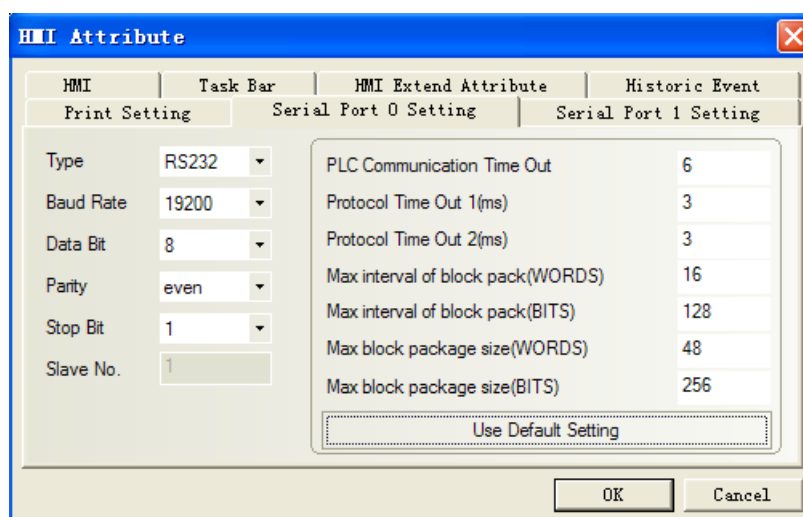 HMI Attribute
HMI Task Bar HMI Extend Attribute Historic Event
Print Setting Serial Port 0 Setting Serial Port 1 Setting
Type RS232
Baud Rate 19200
Data Bit 8
Parity even
Stop Bit 1
Slave No. 1
PLC Communication Time Out 6
Protocol Time Out 1(ms) 3
Protocol Time Out 2(ms) 3
Max interval of block pack(WORDS) 16
Max interval of block pack(BITS) 128
Max block package size(WORDS) 48
Max block package size(BITS) 256
Use Default Setting
OK Cancel